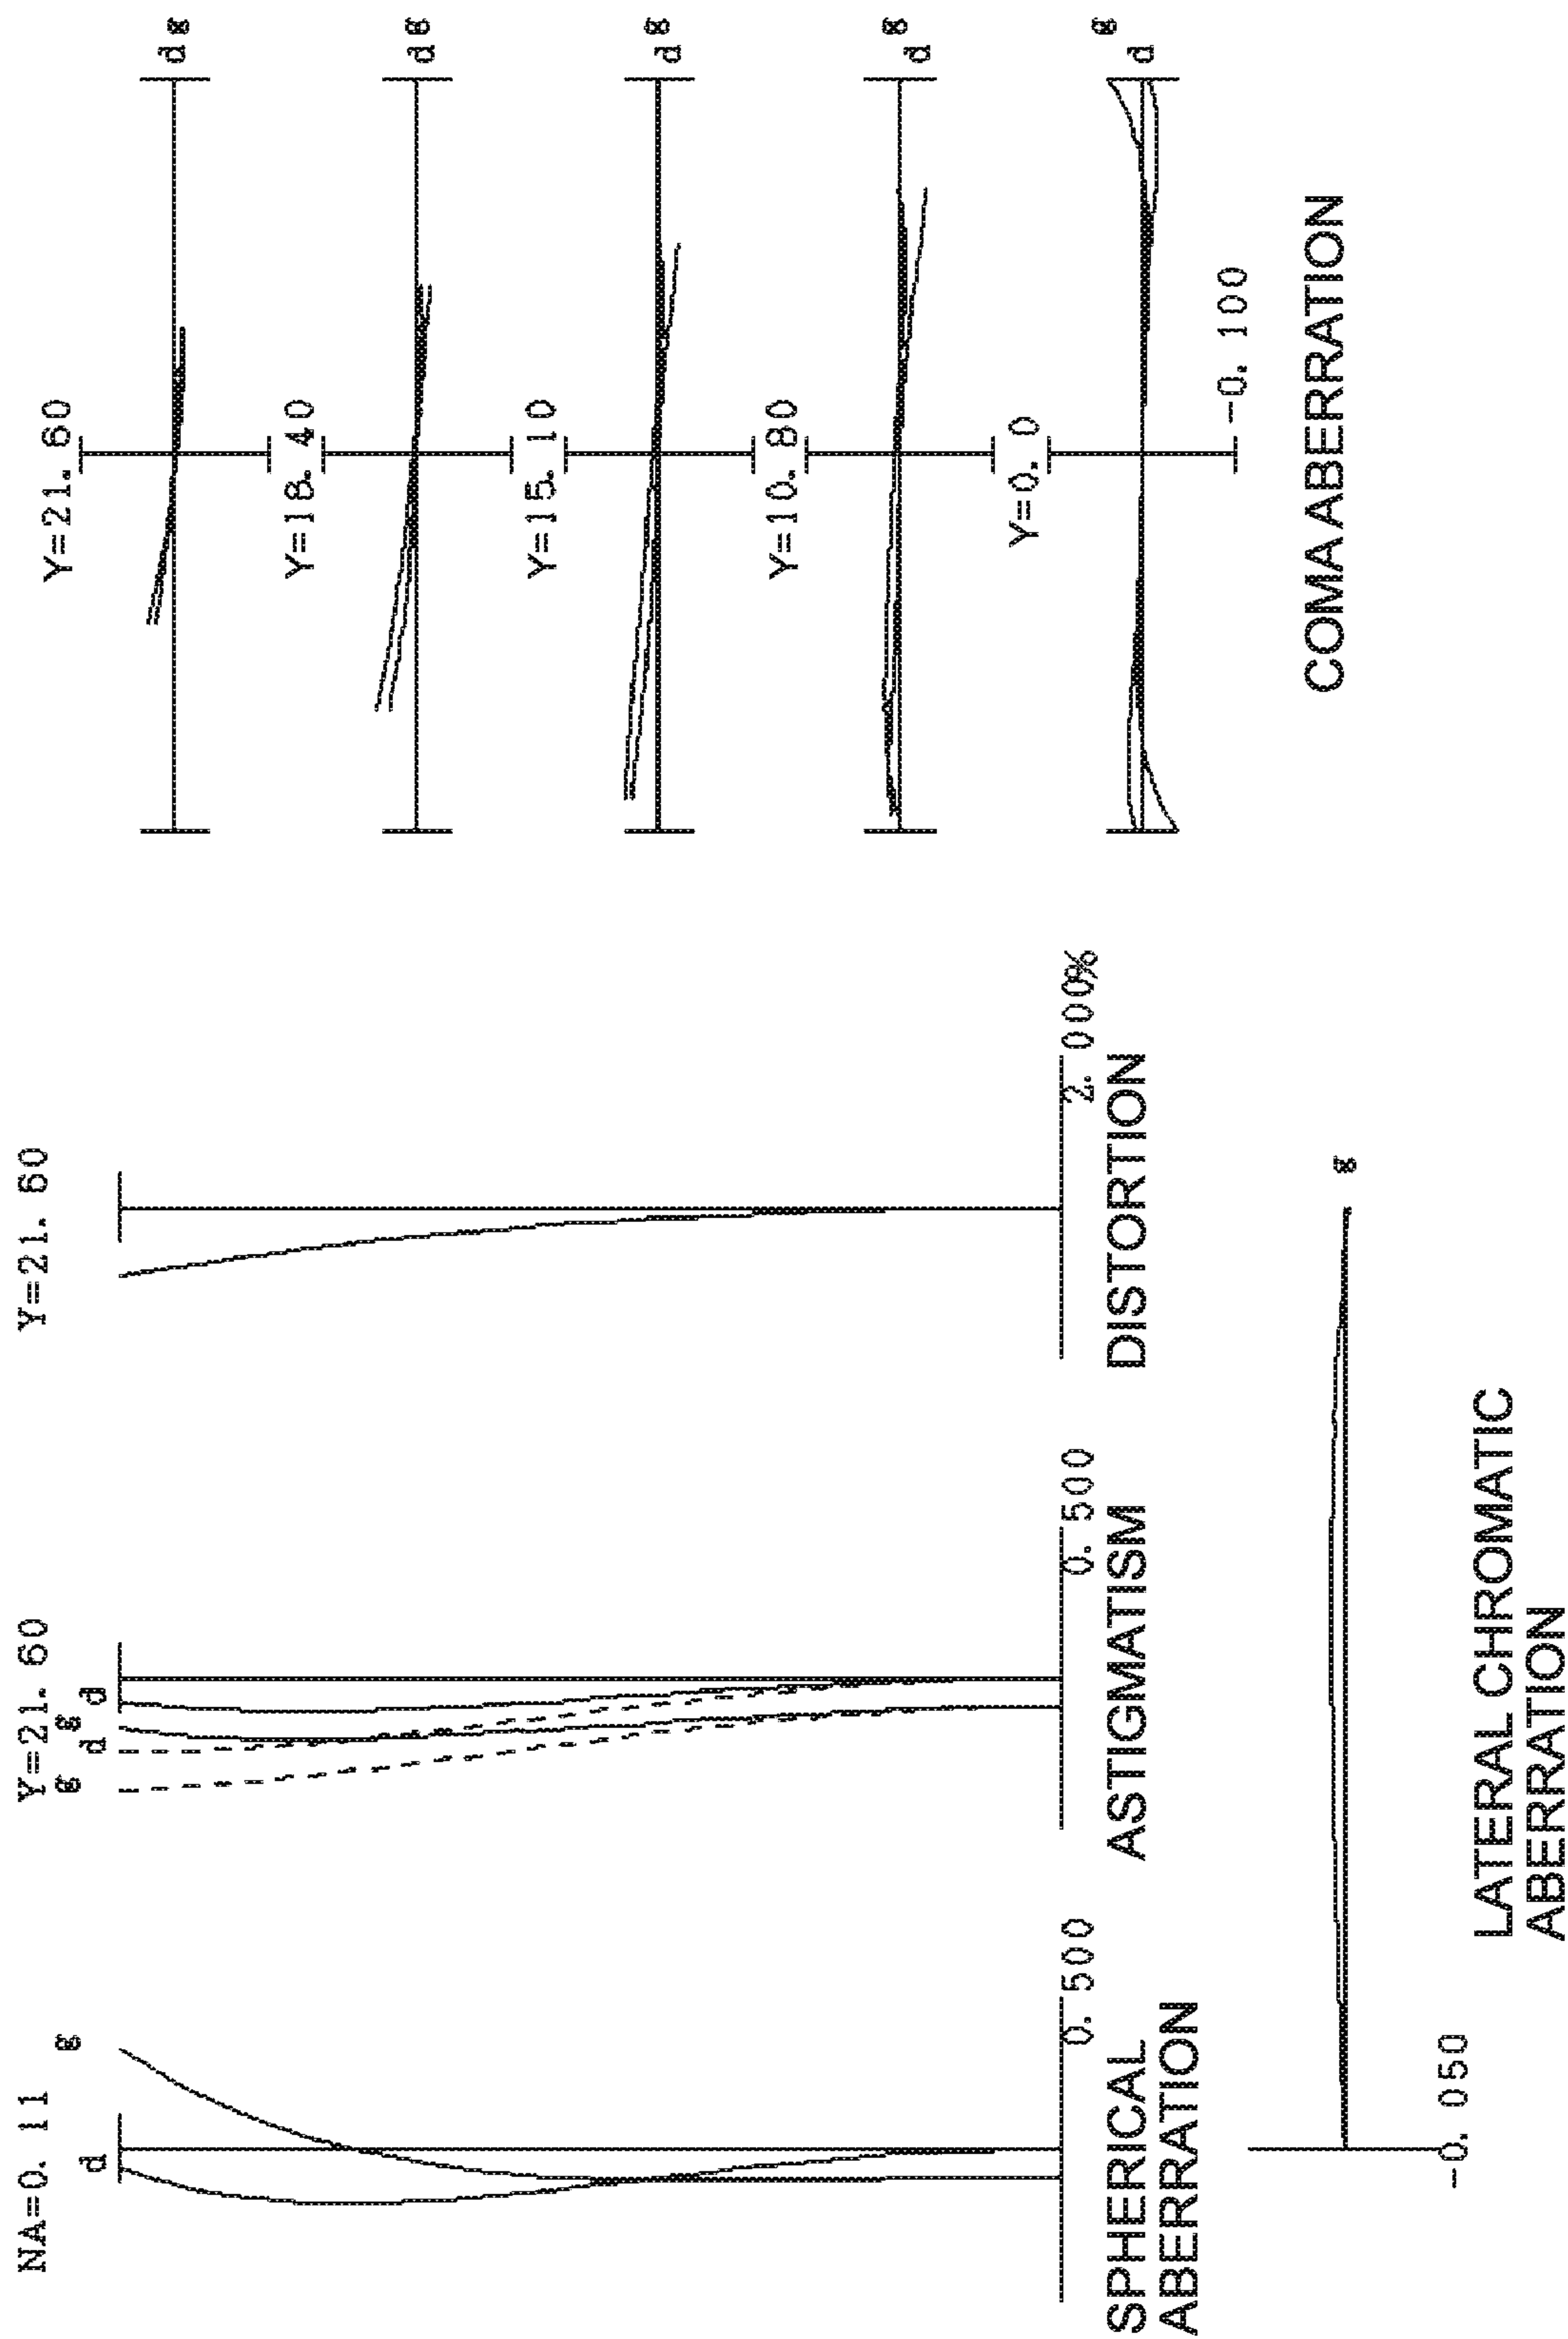 NA=0. 11
d
g
0. 500
SPHERICAL
ABERRATION
Y=21. 60
g
d
g
d
0. 500
ASTIGMATISM
Y=21. 60
2. 000%
DISTORTION
g
-0. 050
LATERAL CHROMATIC
ABERRATION
Y=21. 60
d g
Y=18. 40
d g
Y=15. 10
d g
Y=10. 80
d g
Y=0. 0
d g
-0. 100
COMA ABERRATION